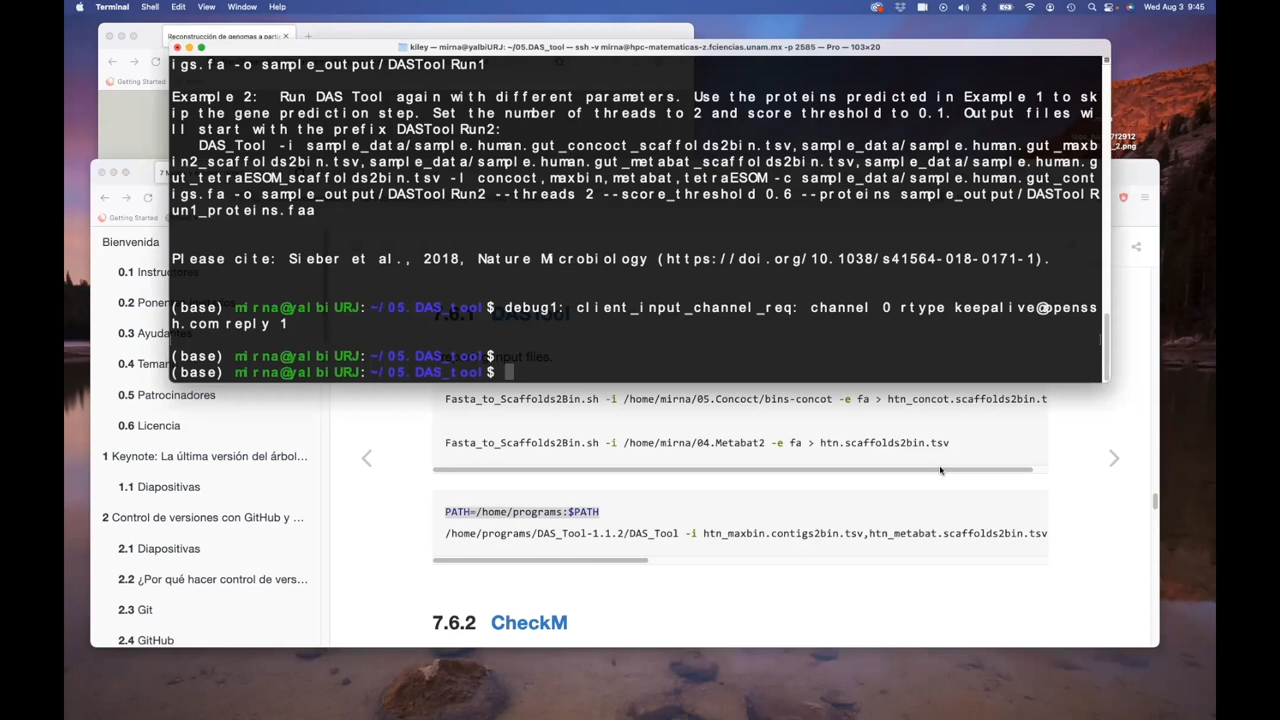 Terminal Shell Edit View Window Help
Wed Aug 3 9:45
Reconstrucción de genomas a parti
Getting Started
kiley — mirna@yalbiURJ: ~/05.DAS_tool — ssh -v mirna@hpc-matematicas-z.fciencias.unam.mx -p 2585 — Pro — 103×20
igs.fa -o sample_output/DASToolRun1
Example 2: Run DAS Tool again with different parameters. Use the proteins predicted in Example 1 to sk
ip the gene prediction step. Set the number of threads to 2 and score threshold to 0.1. Output files wi
ll start with the prefix DASToolRun2:
DAS_Tool -i sample_data/sample.human.gut_concoct_scaffolds2bin.tsv,sample_data/sample.human.gut_maxb
in2_scaffolds2bin.tsv,sample_data/sample.human.gut_metabat_scaffolds2bin.tsv,sample_data/sample.human.g
ut_tetraESOM_scaffolds2bin.tsv -l concoct,maxbin,metabat,tetraESOM -c sample_data/sample.human.gut_cont
igs.fa -o sample_output/DASToolRun2 --threads 2 --score_threshold 0.6 --proteins sample_output/DASToolR
un1_proteins.faa
Please cite: Sieber et al., 2018, Nature Microbiology (https://doi.org/10.1038/s41564-018-0171-1).
(base) mirna@yalbiURJ:~/05.DAS_tool$ debug1: client_input_channel_req: channel 0 rtype keepalive@openss
h.com reply 1
(base) mirna@yalbiURJ:~/05.DAS_tool$
(base) mirna@yalbiURJ:~/05.DAS_tool$
7f2912
_2.png
Getting Started
Bienvenida
0.1 Instructores
0.2
0.3
0.4
0.5 Patrocinadores
0.6 Licencia
1 Keynote: La última versión del árbol...
1.1 Diapositivas
2 Control de versiones con GitHub y ...
2.1 Diapositivas
2.2 ¿Por qué hacer control de vers...
2.3 Git
2.4 GitHub
7.6.1 DASTool
input files.
Fasta_to_Scaffolds2Bin.sh -i /home/mirna/05.Concoct/bins-concot -e fa > htn_concot.scaffolds2bin.t
Fasta_to_Scaffolds2Bin.sh -i /home/mirna/04.Metabat2 -e fa > htn.scaffolds2bin.tsv
PATH=/home/programs:$PATH
/home/programs/DAS_Tool-1.1.2/DAS_Tool -i htn_maxbin.contigs2bin.tsv,htn_metabat.scaffolds2bin.tsv
7.6.2 CheckM